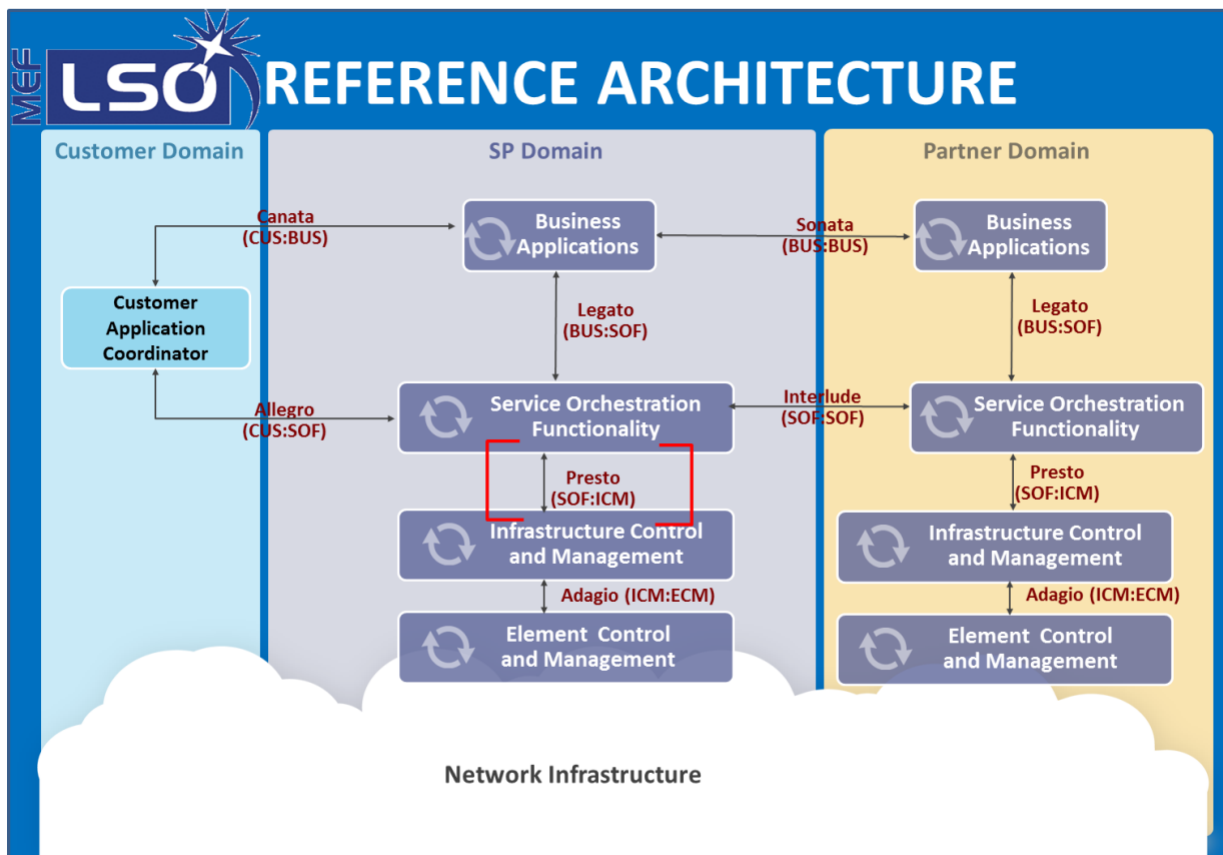 MEF
LSO
REFERENCE ARCHITECTURE
Customer Domain
SP Domain
Partner Domain
Canata
(CUS:BUS)
Business
Applications
Sonata
(BUS:BUS)
Business
Applications
Customer
Application
Coordinator
Legato
(BUS:SOF)
Legato
(BUS:SOF)
Allegro
(CUS:SOF)
Service Orchestration
Functionality
Interlude
(SOF:SOF)
Service Orchestration
Functionality
Presto
(SOF:ICM)
Presto
(SOF:ICM)
Infrastructure Control
and Management
Infrastructure Control
and Management
Adagio (ICM:ECM)
Adagio (ICM:ECM)
Element Control
and Management
Element Control
and Management
Network Infrastructure